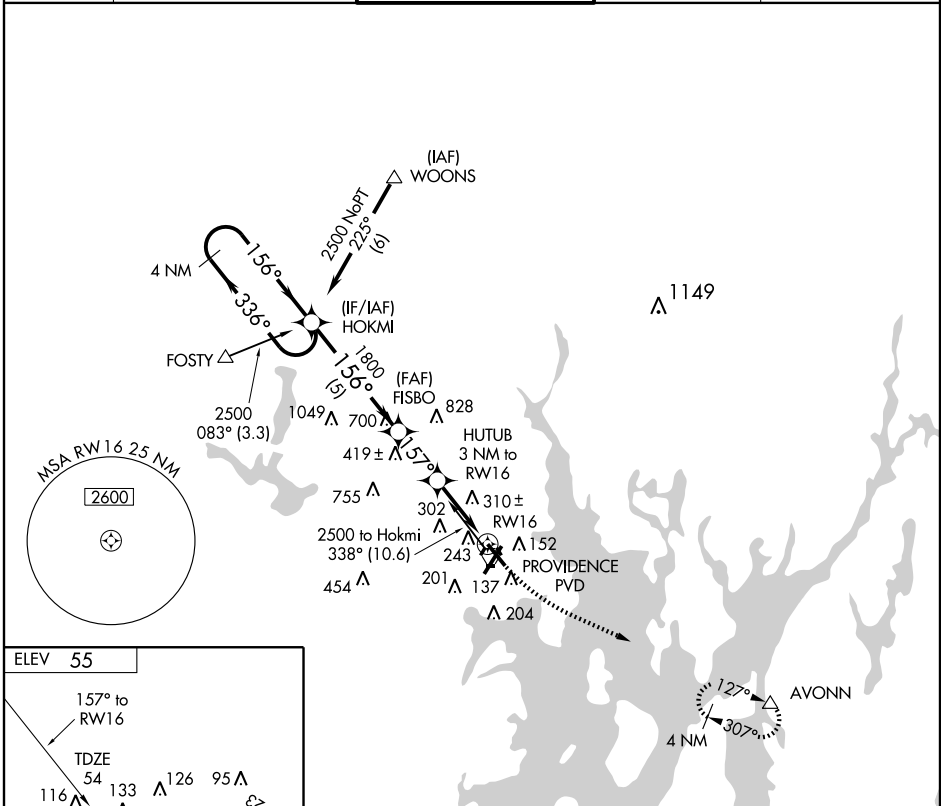 (IAF)
WOONS
2500 NoPT
225°
(6)
4 NM
156°
336°
(IF/IAF)
HOKMI
1149
FOSTY
1800
156°
(5)
2500
083° (3.3)
(FAF)
FISBO
1049
700
828
419 ±
157°
HUTUB
3 NM to
RW16
MSA RW16 25 NM
2600
755
310 ±
302
RW16
2500 to Hokmi
338° (10.6)
243
152
PROVIDENCE
PVD
454
201
137
204
ELEV 55
157° to
RW16
127°
AVONN
307°
4 NM
TDZE
54
126
95
116
133